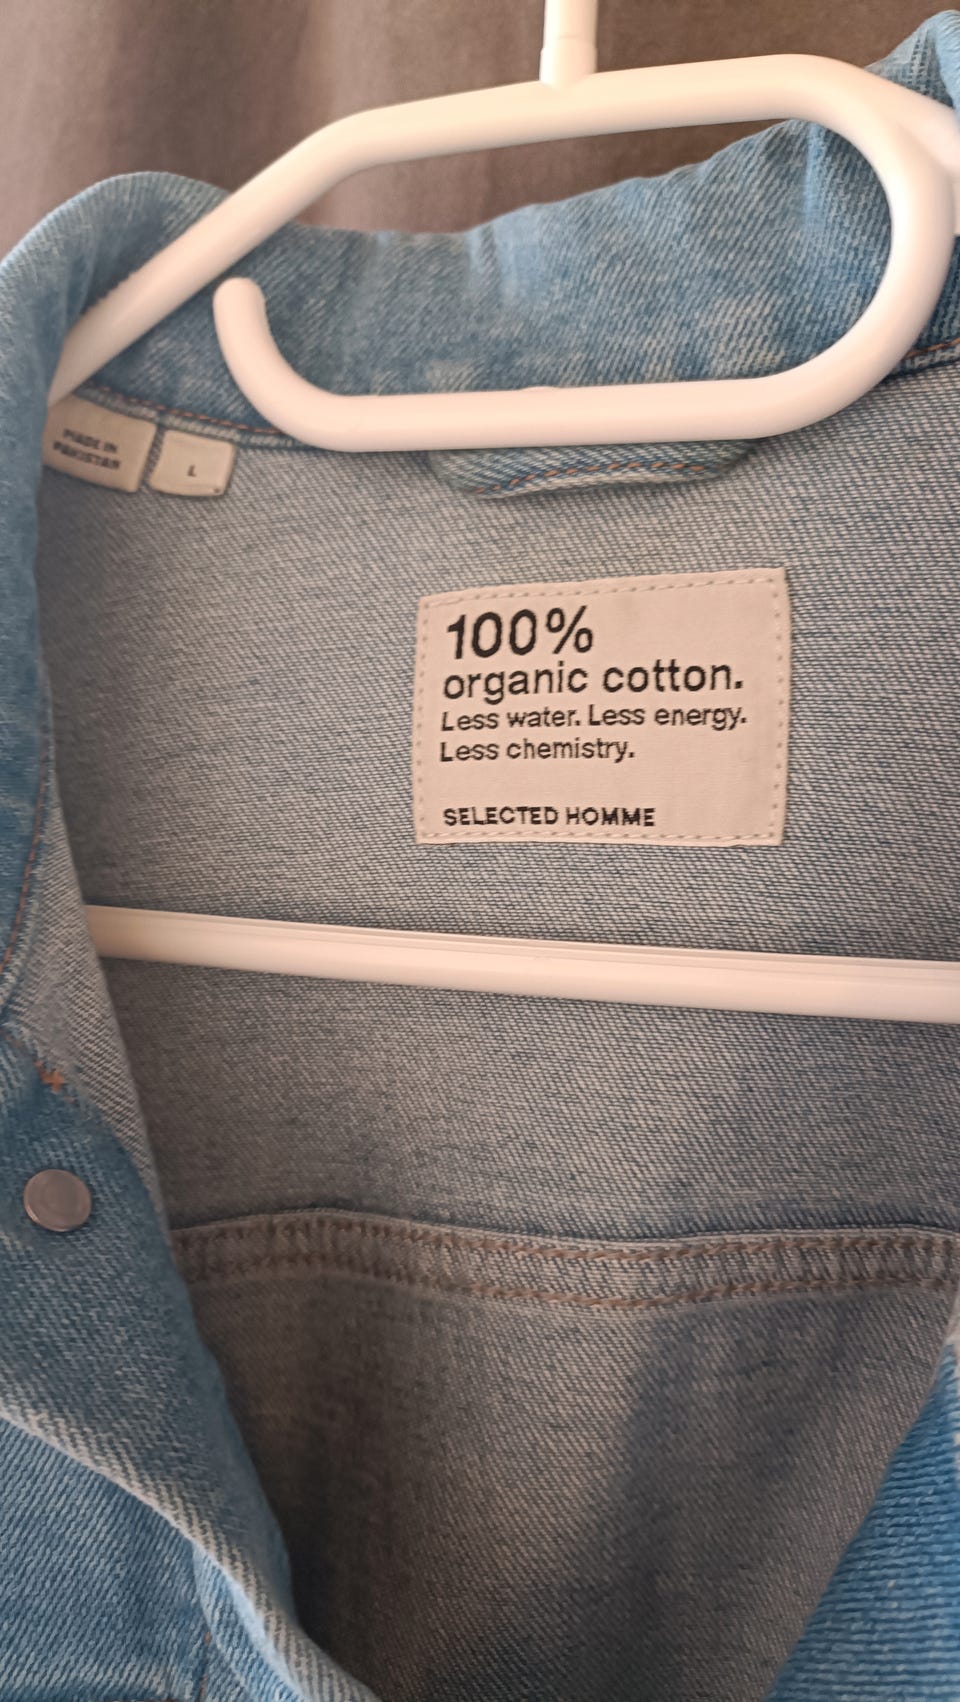 MADE IN
PAKISTAN
L
100%
organic cotton.
Less water. Less energy.
Less chemistry.
SELECTED HOMME